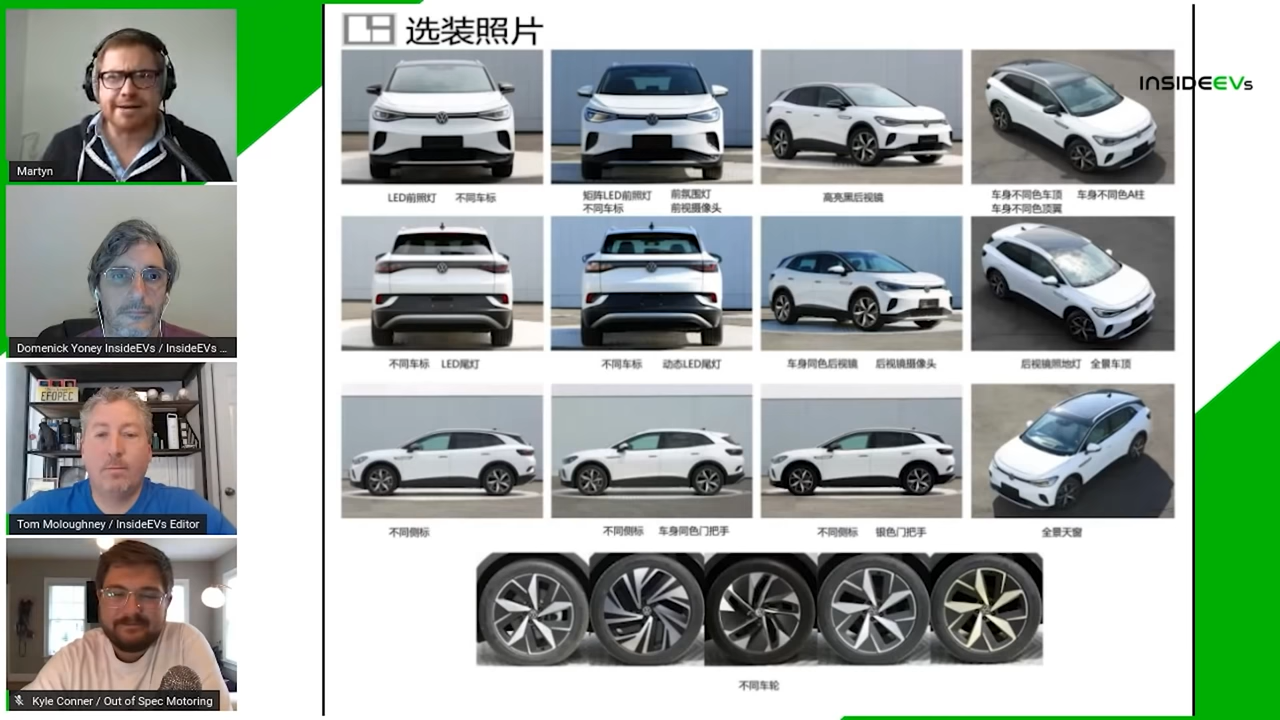 选装照片
INSIDEEVs
LED前照灯 不同车标
矩阵LED前照灯 前氛围灯
不同车标 前视摄像头
高亮黑后视镜
车身不同色车顶 车身不同色A柱
车身不同色顶翼
不同车标 LED尾灯
不同车标 动态LED尾灯
车身同色后视镜 后视镜摄像头
后视镜照地灯 全景车顶
不同侧标
不同侧标 车身同色门把手
不同侧标 银色门把手
全景天窗
不同车轮
Martyn
Domenick Yoney InsideEVs / InsideEVs ...
EFOPEC
Tom Moloughney / InsideEVs Editor
Kyle Conner / Out of Spec Motoring